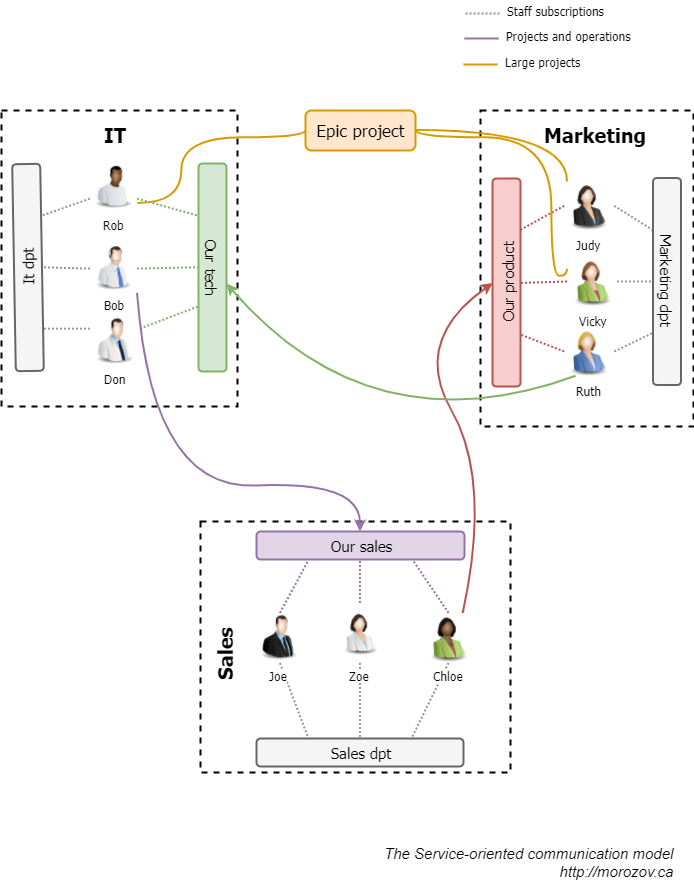 Staff subscriptions
Projects and operations
Large projects
IT
Epic project
Marketing
It dpt
Rob
Bob
Don
Our tech
Our product
Judy
Vicky
Ruth
Marketing dpt
Sales
Our sales
Joe
Zoe
Chloe
Sales dpt
The Service-oriented communication model
http://morozov.ca